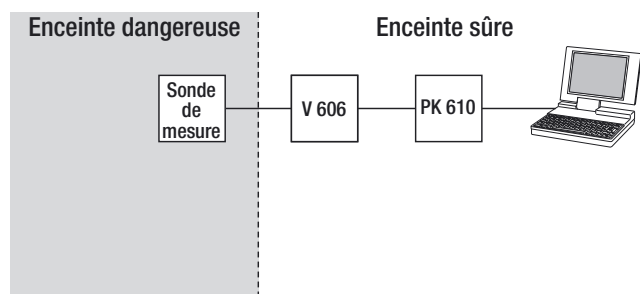 Enceinte dangereuse
Enceinte sûre
Sonde
de
mesure
V 606
PK 610